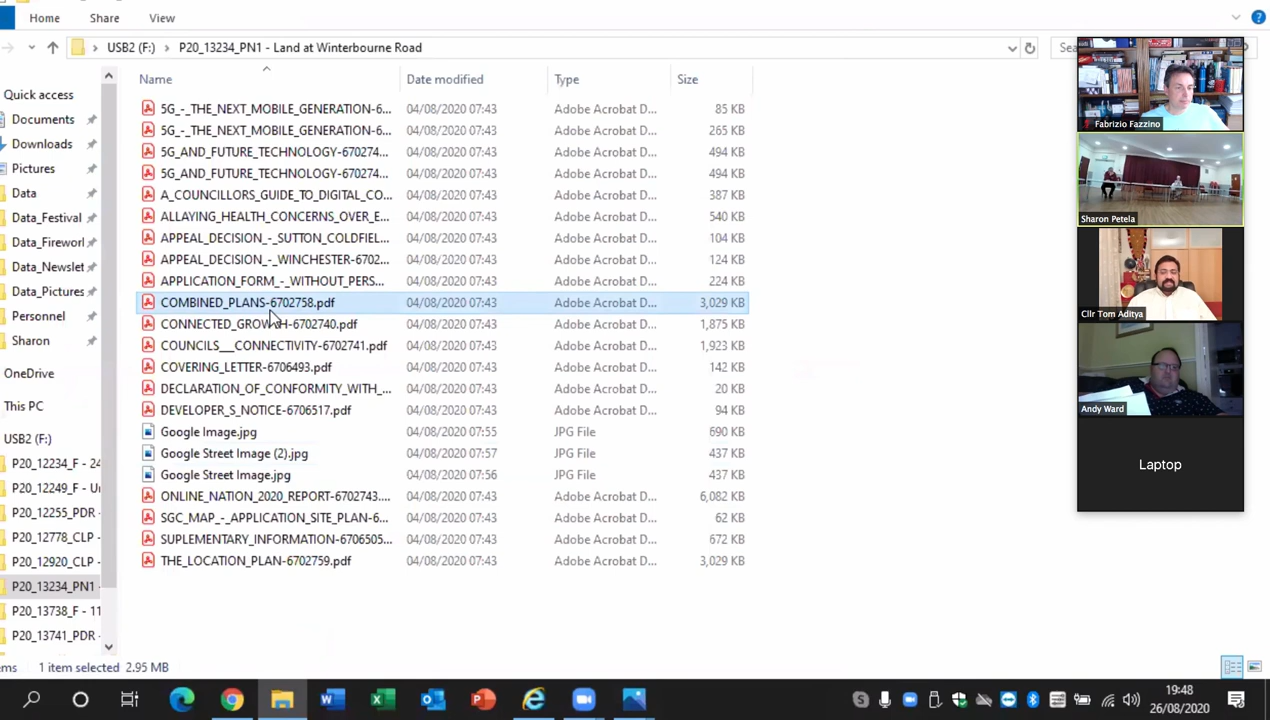 Home Share View
USB2 (F:) P20_13234_PN1 - Land at Winterbourne Road
Sea
Name Date modified Type Size
Quick access
Documents
Downloads
Pictures
Data
Data_Festival
Data_Firewor
Data_Newslet
Data_Pictures
Personnel
Sharon
OneDrive
This PC
USB2 (F:)
P20_12234_F - 24
P20_12249_F - Ur
P20_12255_PDR -
P20_12778_CLP -
P20_12920_CLP -
P20_13234_PN1 -
P20_13738_F - 11
P20_13741_PDR -
5G_-_THE_NEXT_MOBILE_GENERATION-6... 04/08/2020 07:43 Adobe Acrobat D... 85 KB
5G_-_THE_NEXT_MOBILE_GENERATION-6... 04/08/2020 07:43 Adobe Acrobat D... 265 KB
5G_AND_FUTURE_TECHNOLOGY-670274... 04/08/2020 07:43 Adobe Acrobat D... 494 KB
5G_AND_FUTURE_TECHNOLOGY-670274... 04/08/2020 07:43 Adobe Acrobat D... 494 KB
A_COUNCILLORS_GUIDE_TO_DIGITAL_CO... 04/08/2020 07:43 Adobe Acrobat D... 387 KB
ALLAYING_HEALTH_CONCERNS_OVER_E... 04/08/2020 07:43 Adobe Acrobat D... 540 KB
APPEAL_DECISION_-_SUTTON_COLDFIEL... 04/08/2020 07:43 Adobe Acrobat D... 104 KB
APPEAL_DECISION_-_WINCHESTER-6702... 04/08/2020 07:43 Adobe Acrobat D... 124 KB
APPLICATION_FORM_-_WITHOUT_PERS... 04/08/2020 07:43 Adobe Acrobat D... 224 KB
COMBINED_PLANS-6702758.pdf 04/08/2020 07:43 Adobe Acrobat D... 3,029 KB
CONNECTED_GROWTH-6702740.pdf 04/08/2020 07:43 Adobe Acrobat D... 1,875 KB
COUNCILS___CONNECTIVITY-6702741.pdf 04/08/2020 07:43 Adobe Acrobat D... 1,923 KB
COVERING_LETTER-6706493.pdf 04/08/2020 07:43 Adobe Acrobat D... 142 KB
DECLARATION_OF_CONFORMITY_WITH_... 04/08/2020 07:43 Adobe Acrobat D... 20 KB
DEVELOPER_S_NOTICE-6706517.pdf 04/08/2020 07:43 Adobe Acrobat D... 94 KB
Google Image.jpg 04/08/2020 07:55 JPG File 690 KB
Google Street Image (2).jpg 04/08/2020 07:57 JPG File 437 KB
Google Street Image.jpg 04/08/2020 07:56 JPG File 437 KB
ONLINE_NATION_2020_REPORT-6702743.... 04/08/2020 07:43 Adobe Acrobat D... 6,082 KB
SGC_MAP_-_APPLICATION_SITE_PLAN-6... 04/08/2020 07:43 Adobe Acrobat D... 62 KB
SUPLEMENTARY_INFORMATION-6706505... 04/08/2020 07:43 Adobe Acrobat D... 672 KB
THE_LOCATION_PLAN-6702759.pdf 04/08/2020 07:43 Adobe Acrobat D... 3,029 KB
Fabrizio Fazzino
Sharon Petela
Cllr Tom Aditya
Andy Ward
Laptop
ems 1 item selected 2.95 MB
19:48
26/08/2020